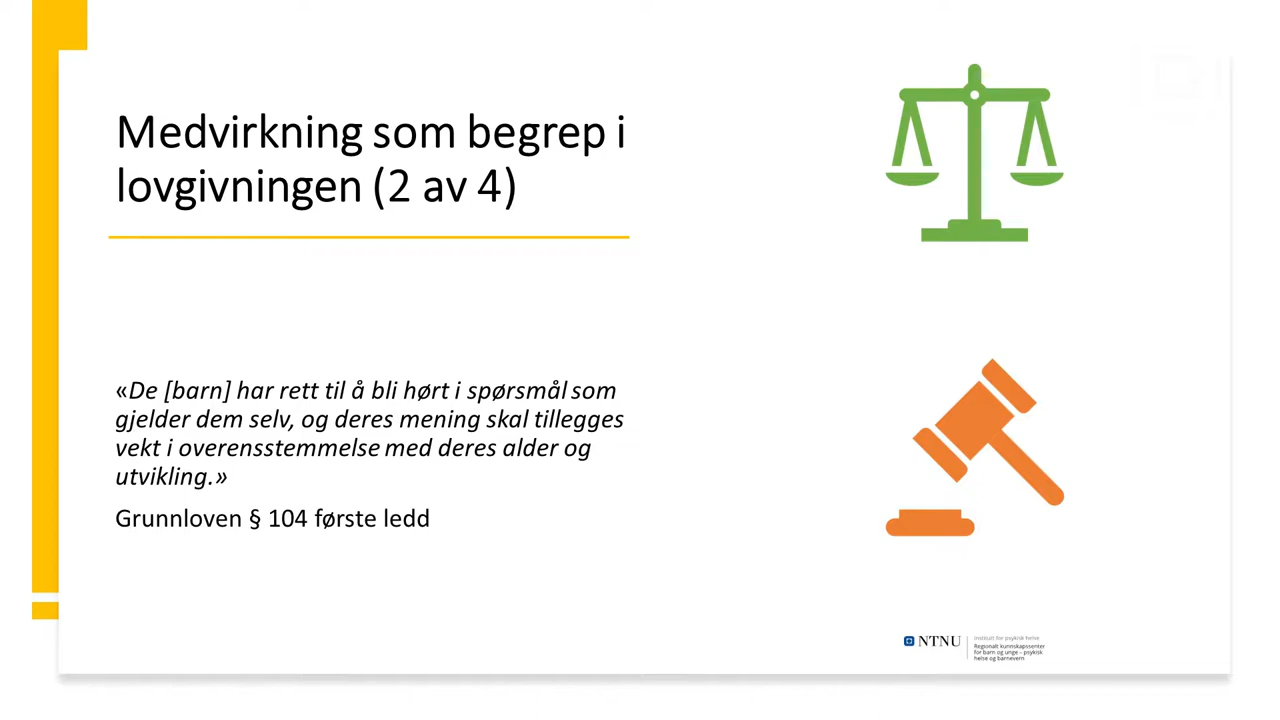 Medvirkning som begrep i
lovgivningen (2 av 4)
«De [barn] har rett til å bli hørt i spørsmål som
gjelder dem selv, og deres mening skal tillegges
vekt i overensstemmelse med deres alder og
utvikling.»
Grunnloven § 104 første ledd
NTNU
Institutt for psykisk helse
Regionalt kunnskapssenter
for barn og unge – psykisk
helse og barnevern